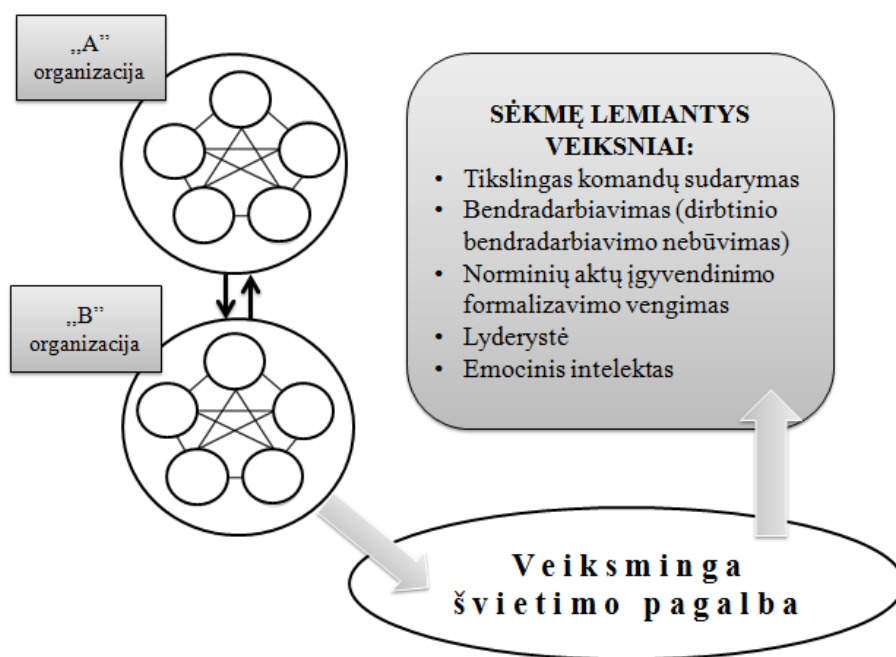 „A”
organizacija
„B”
organizacija
SĖKMĘ LEMIANTYS
VEIKSNIAI:
• Tikslingas komandų sudarymas
• Bendradarbiavimas (dirbtinio
bendradarbiavimo nebūvimas)
• Norminių aktų įgyvendinimo
formalizavimo vengimas
• Lyderystė
• Emocinis intelektas
Veiksminga
švietimo pagalba